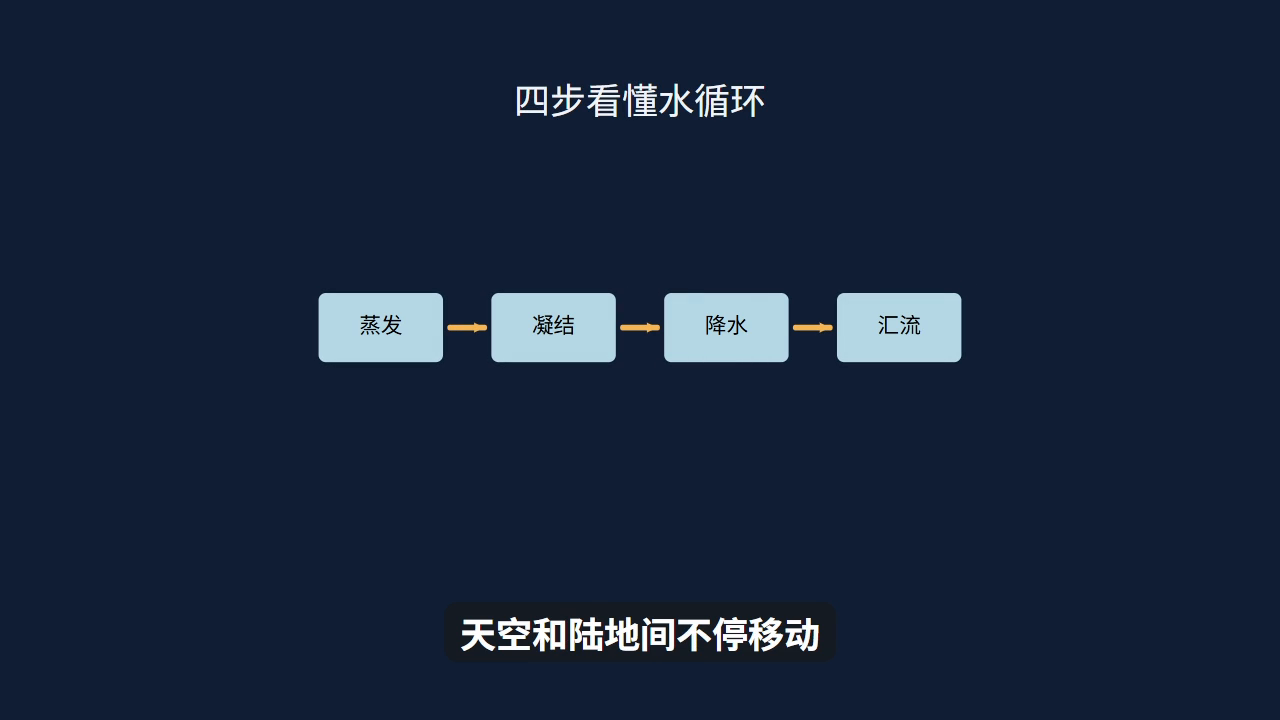 四步看懂水循环
蒸发
凝结
降水
汇流
天空和陆地间不停移动